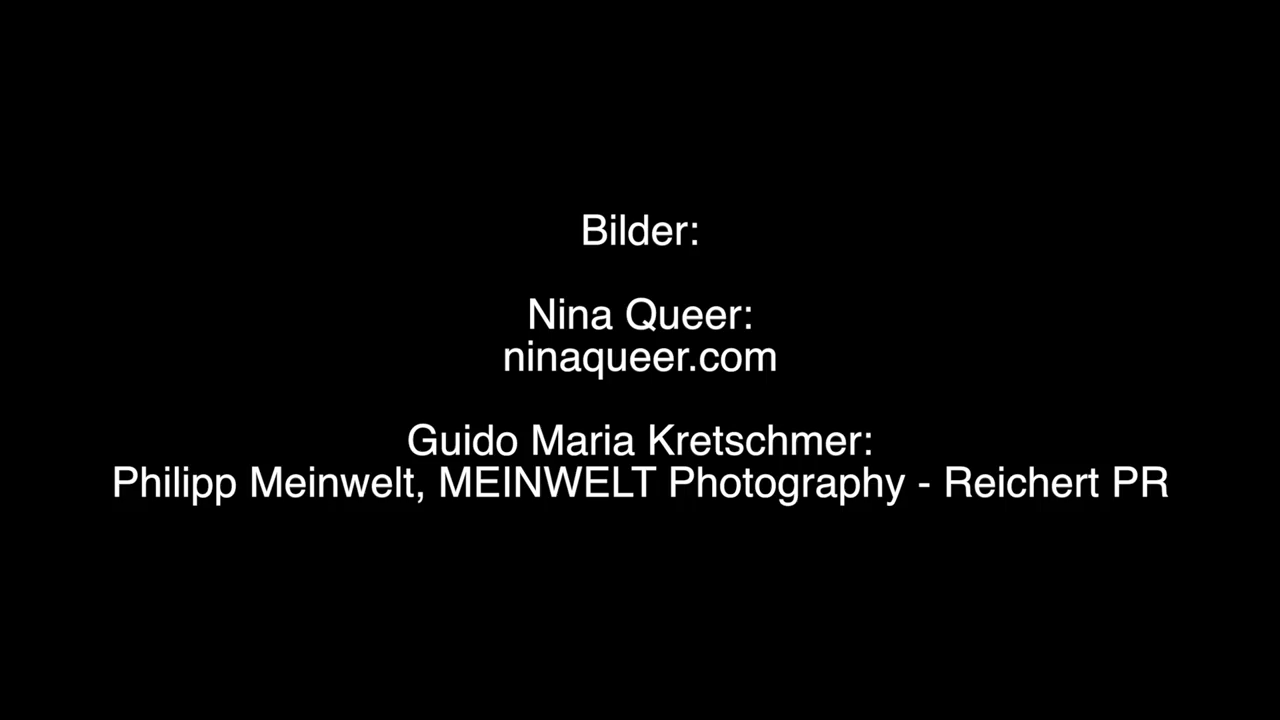 Bilder:
Nina Queer:
ninaqueer.com
Guido Maria Kretschmer:
Philipp Meinwelt, MEINWELT Photography - Reichert PR